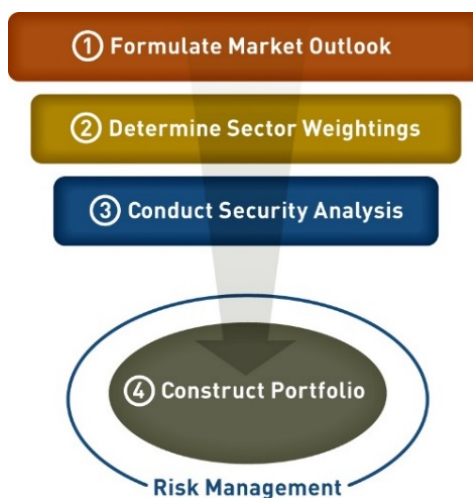 ① Formulate Market Outlook
② Determine Sector Weightings
③ Conduct Security Analysis
④ Construct Portfolio
Risk Management